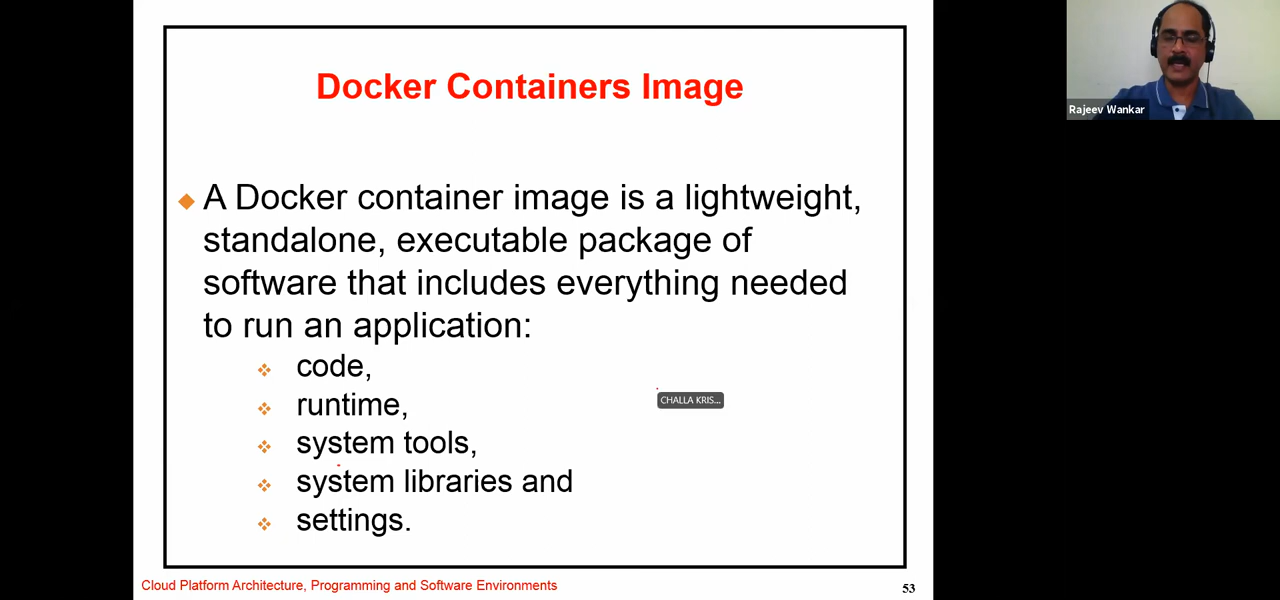 Docker Containers Image
A Docker container image is a lightweight,
standalone, executable package of
software that includes everything needed
to run an application:
code,
runtime,
system tools,
system libraries and
settings.
CHALLA KRIS...
Cloud Platform Architecture, Programming and Software Environments
53
Rajeev Wankar